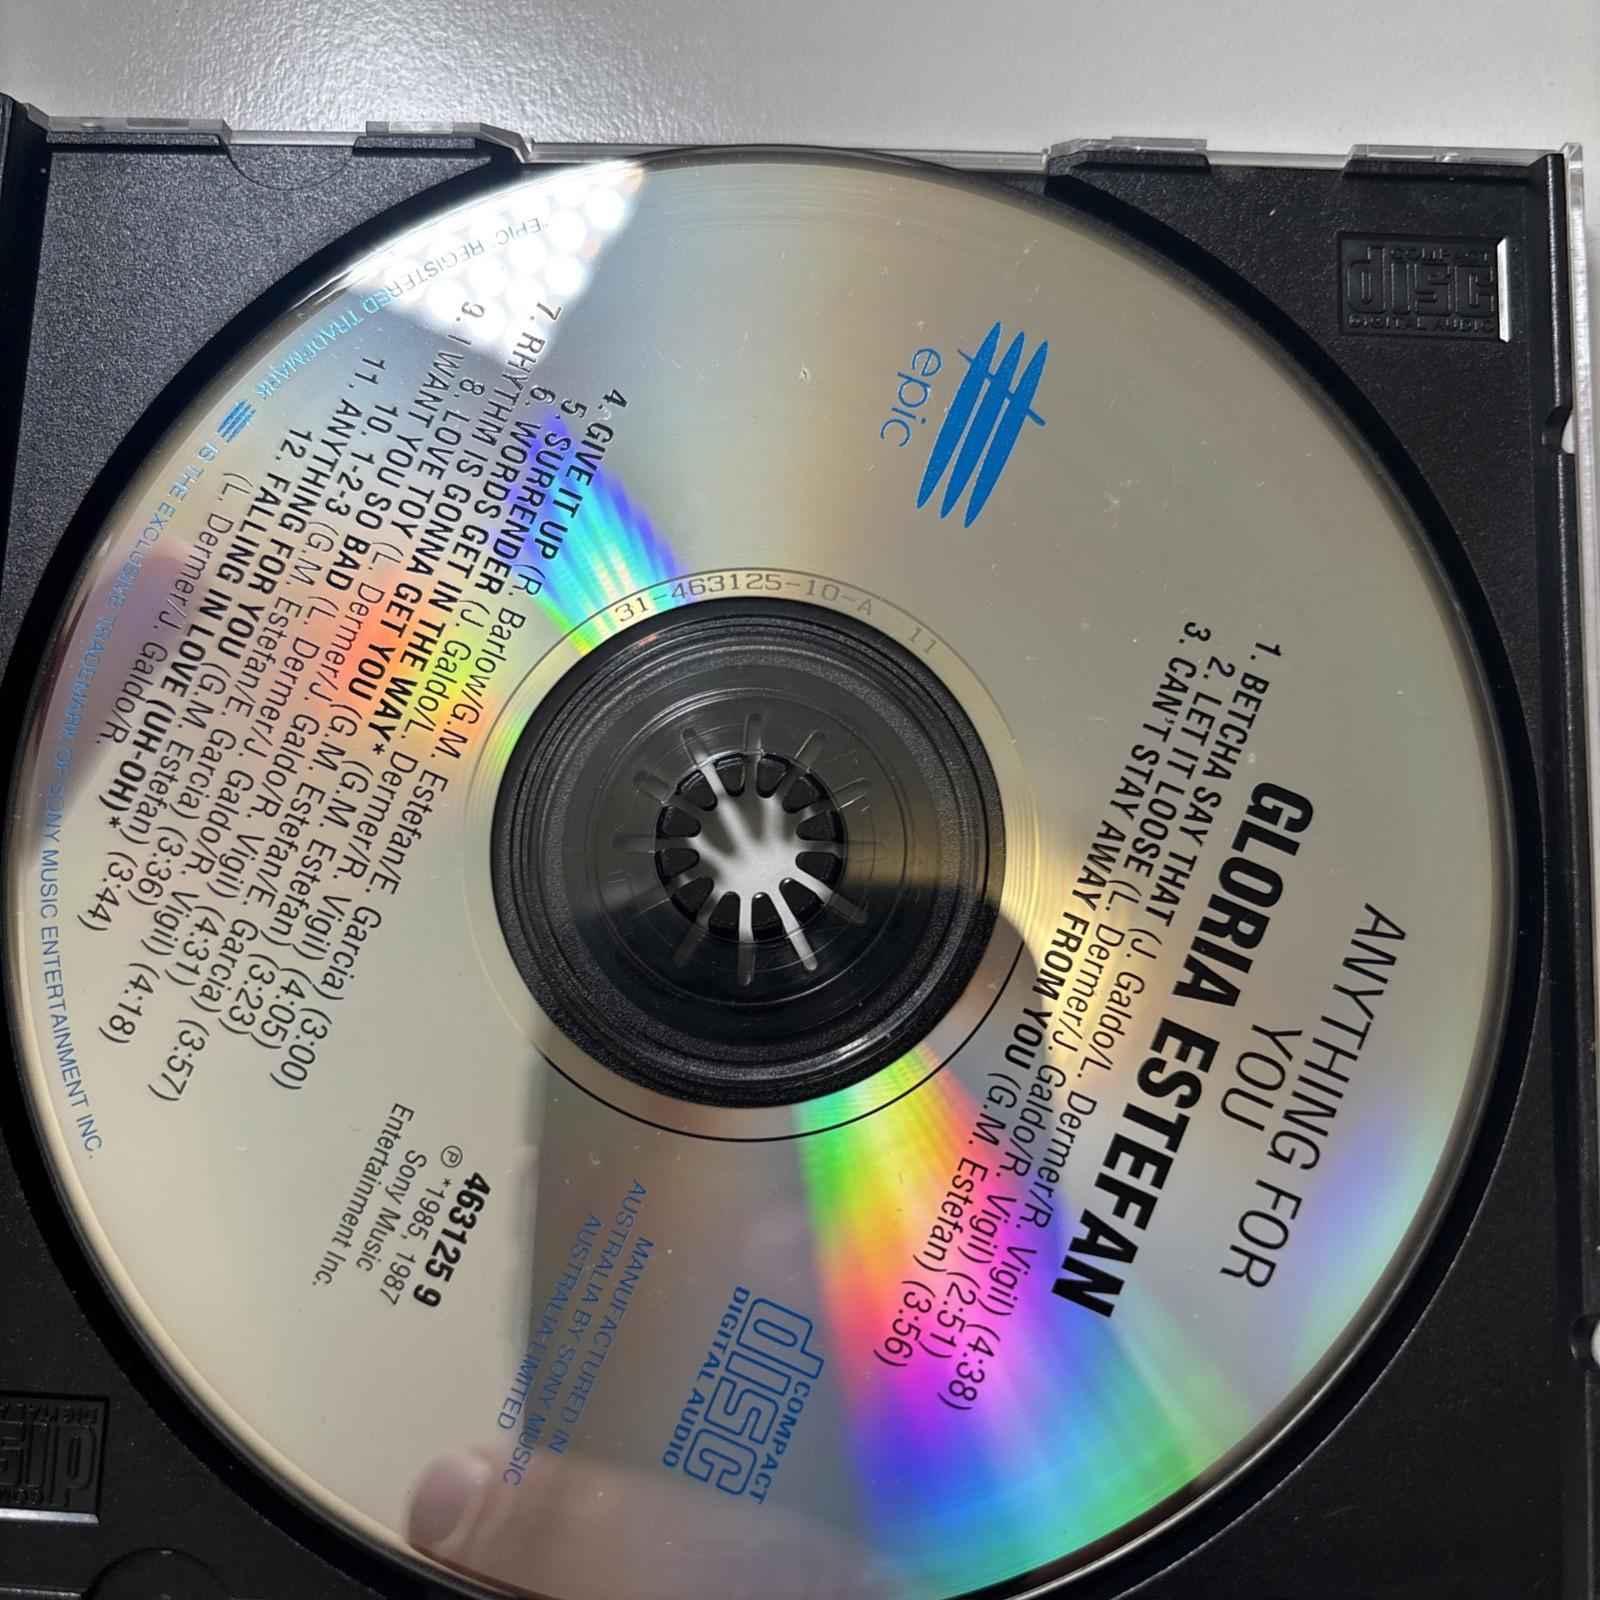 ANYTHING FOR
YOU
GLORIA ESTEFAN
1. BETCHA SAY THAT (J. Galdo/L. Dermer/R. Vigil) (4:38)
2. LET IT LOOSE (L. Dermer/J. Galdo/R. Vigil) (2:51)
3. CAN'T STAY AWAY FROM YOU (G.M. Estefan) (3:56)
epic
31-463125-10-A 11
4. GIVE IT UP (R. Barlow/G.M. Estefan/E. Garcia) (3:00)
5. SURRENDER (J. Galdo/L. Dermer/R. Vigil) (4:05)
6. WORDS GET IN THE WAY* (G.M. Estefan) (3:23)
7. RHYTHM IS GONNA GET YOU (G.M. Estefan/E. Garcia) (3:57)
8. LOVE TOY (L. Dermer/J. Galdo/R. Vigil) (4:31)
9. I WANT YOU SO BAD (L. Dermer/J. Galdo/R. Vigil) (4:18)
10. 1-2-3 (G.M. Estefan/E. Garcia) (3:36)
11. ANYTHING FOR YOU (G.M. Estefan) (3:44)
12. FALLING IN LOVE (UH-OH)*
(L. Dermer/J. Galdo/R.
463125 9
℗ *1985, 1987
Sony Music
Entertainment Inc.
COMPACT
disc
DIGITAL AUDIO
MANUFACTURED IN
AUSTRALIA BY SONY MUSIC
AUSTRALIA LIMITED
"EPIC" REGISTERED TRADEMARK IS THE EXCLUSIVE TRADEMARK OF SONY MUSIC ENTERTAINMENT INC.
disc
DIGITAL AUDIO